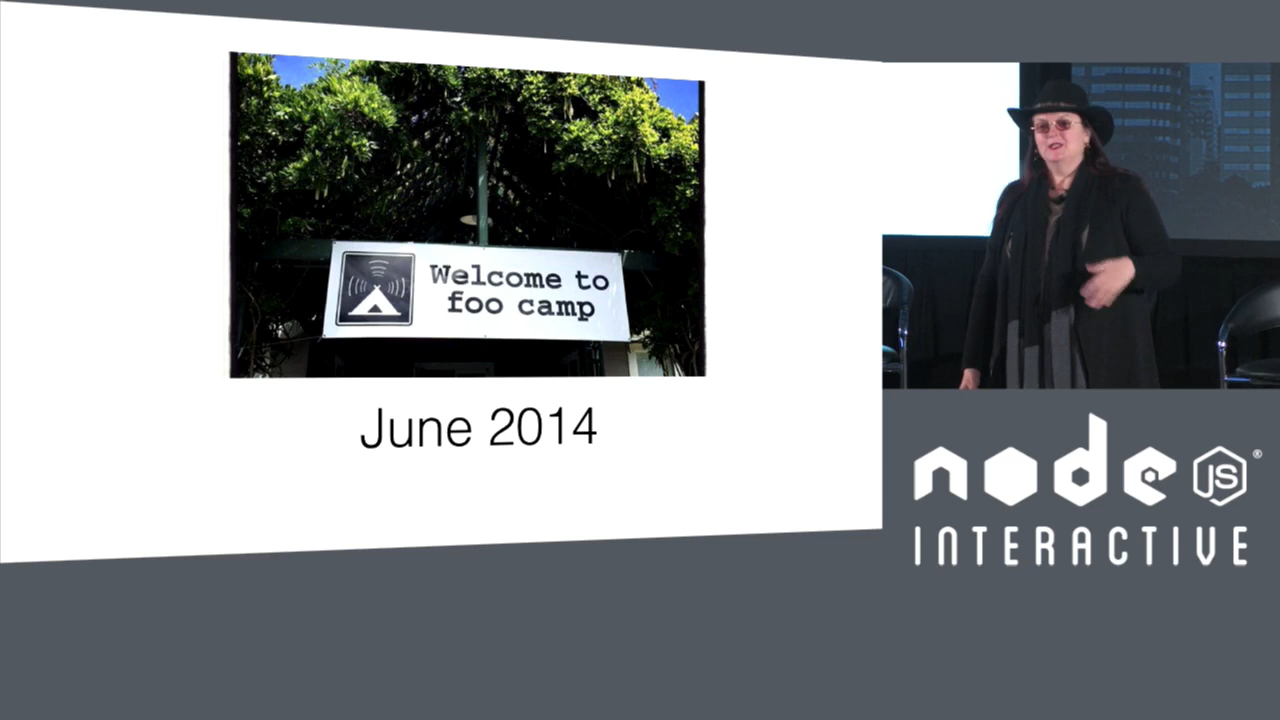 Welcome to
foo camp
June 2014
node JS ®
INTERACTIVE